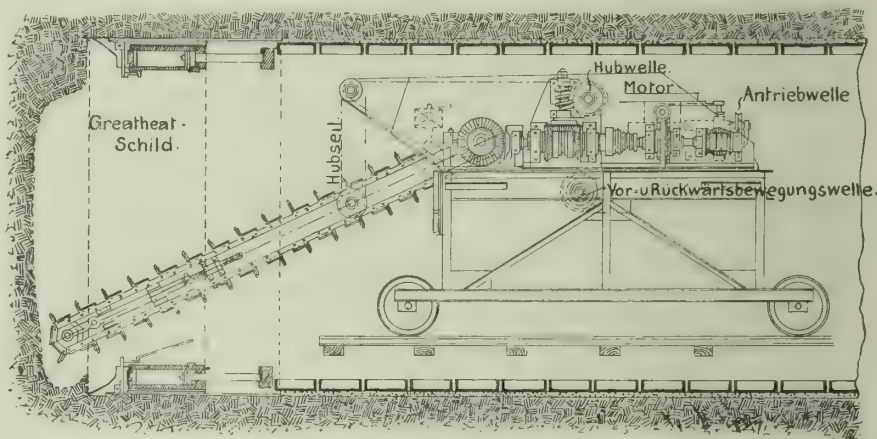 Greatheat-
Schild.
Hubseil
Hubwelle.
Motor
Antriebwelle
Vor-u Rückwärtsbewegungswelle.